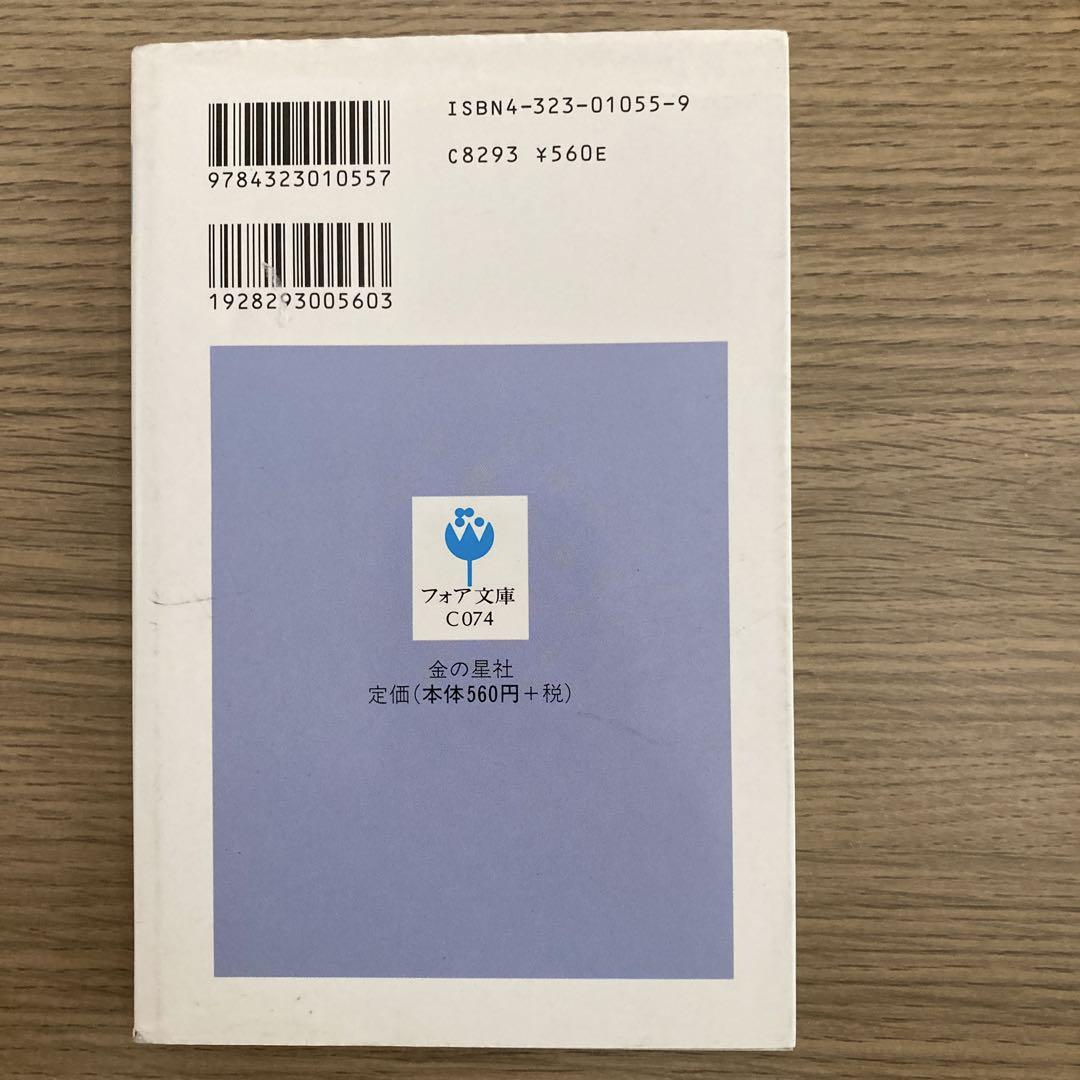 ISBN4-323-01055-9
C8293 ¥560E
9784323010557
1928293005603
フォア文庫
C074
金の星社
定価(本体560円+税)